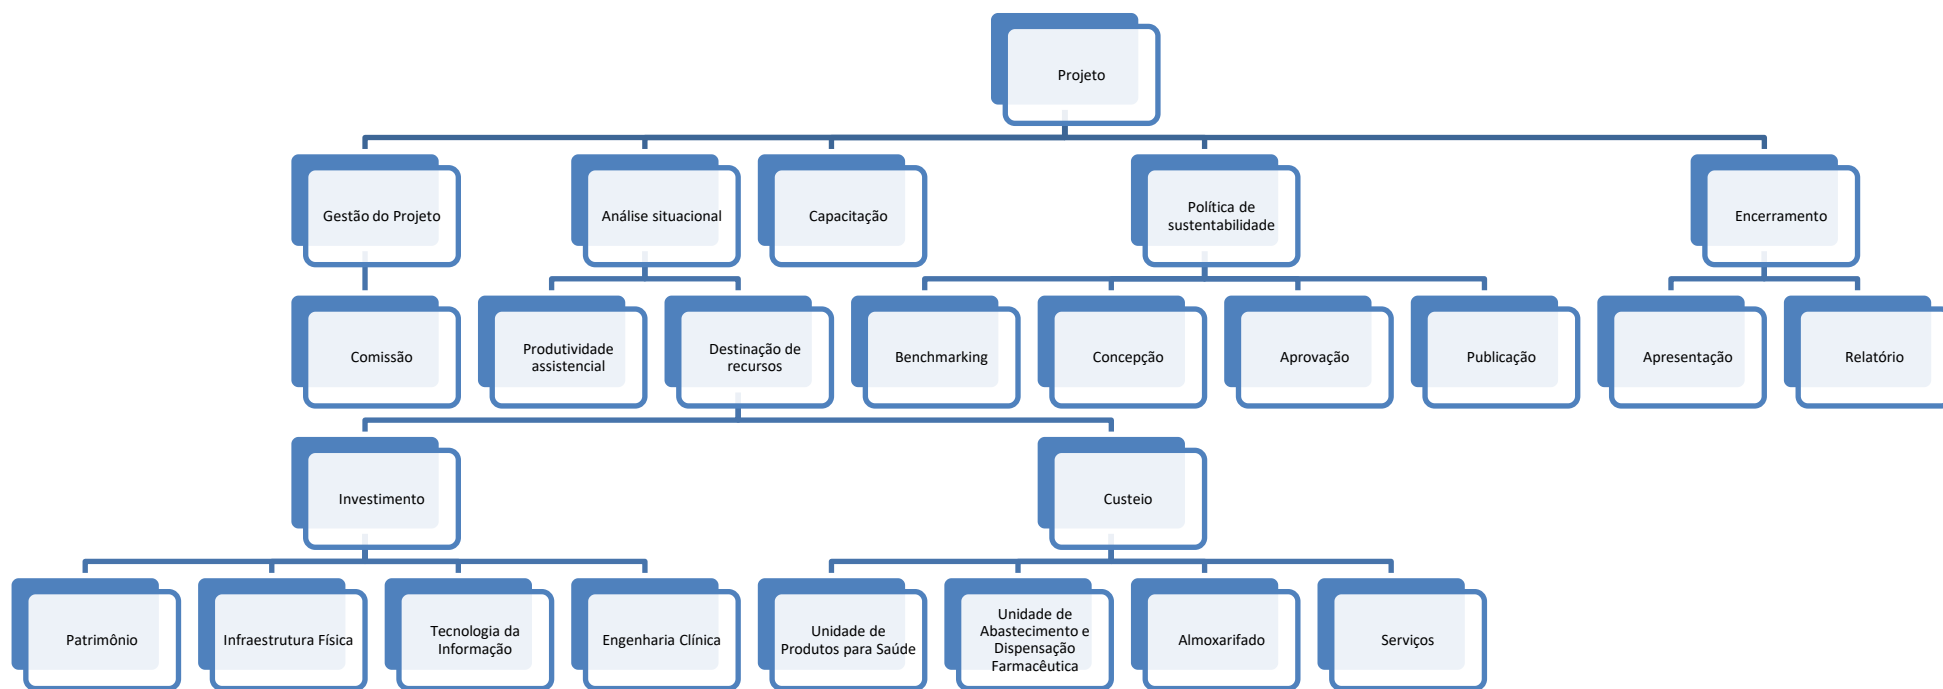 Projeto
Gestão do Projeto
Análise situacional
Capacitação
Política de
sustentabilidade
Encerramento
Comissão
Produtividade
assistencial
Destinação de
recursos
Benchmarking
Concepção
Aprovação
Publicação
Apresentação
Relatório
Investimento
Custeio
Patrimônio
Infraestrutura Física
Tecnologia da
Informação
Engenharia Clínica
Unidade de
Produtos para Saúde
Unidade de
Abastecimento e
Dispensação
Farmacêutica
Almoxarifado
Serviços